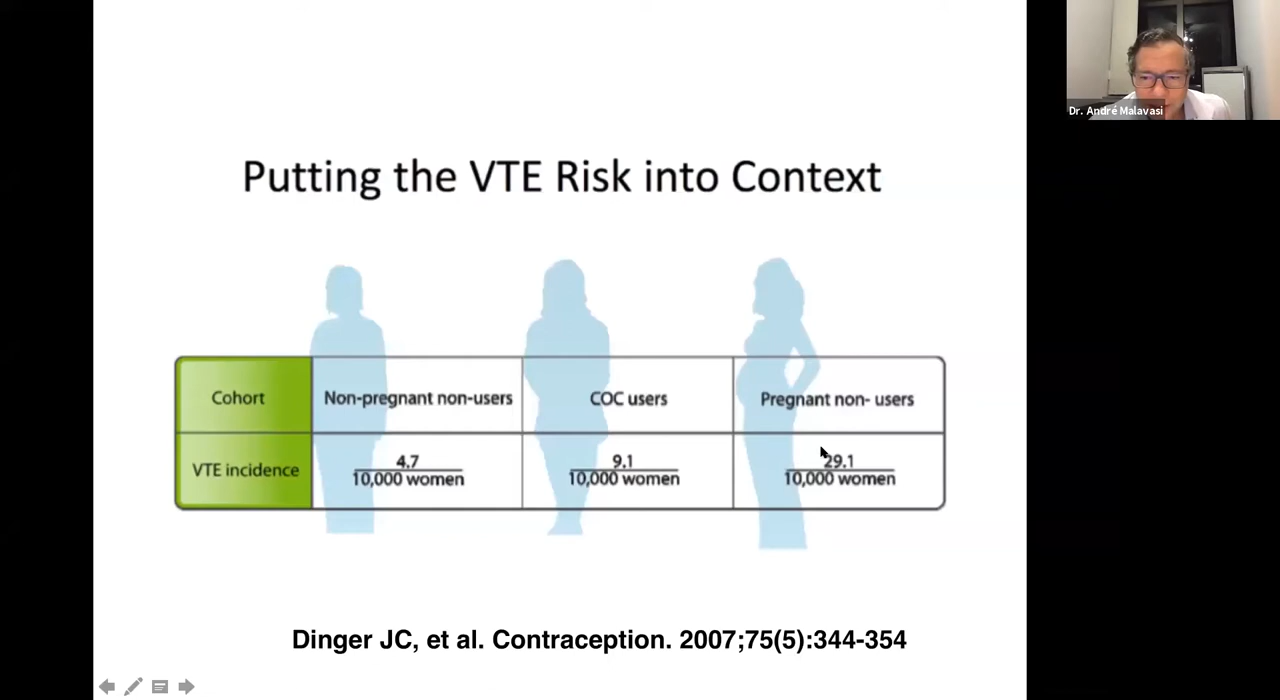 Dr. André Malavasi
Putting the VTE Risk into Context
Cohort
Non-pregnant non-users
COC users
Pregnant non- users
VTE incidence
4.7
10,000 women
9.1
10,000 women
29.1
10,000 women
Dinger JC, et al. Contraception. 2007;75(5):344-354